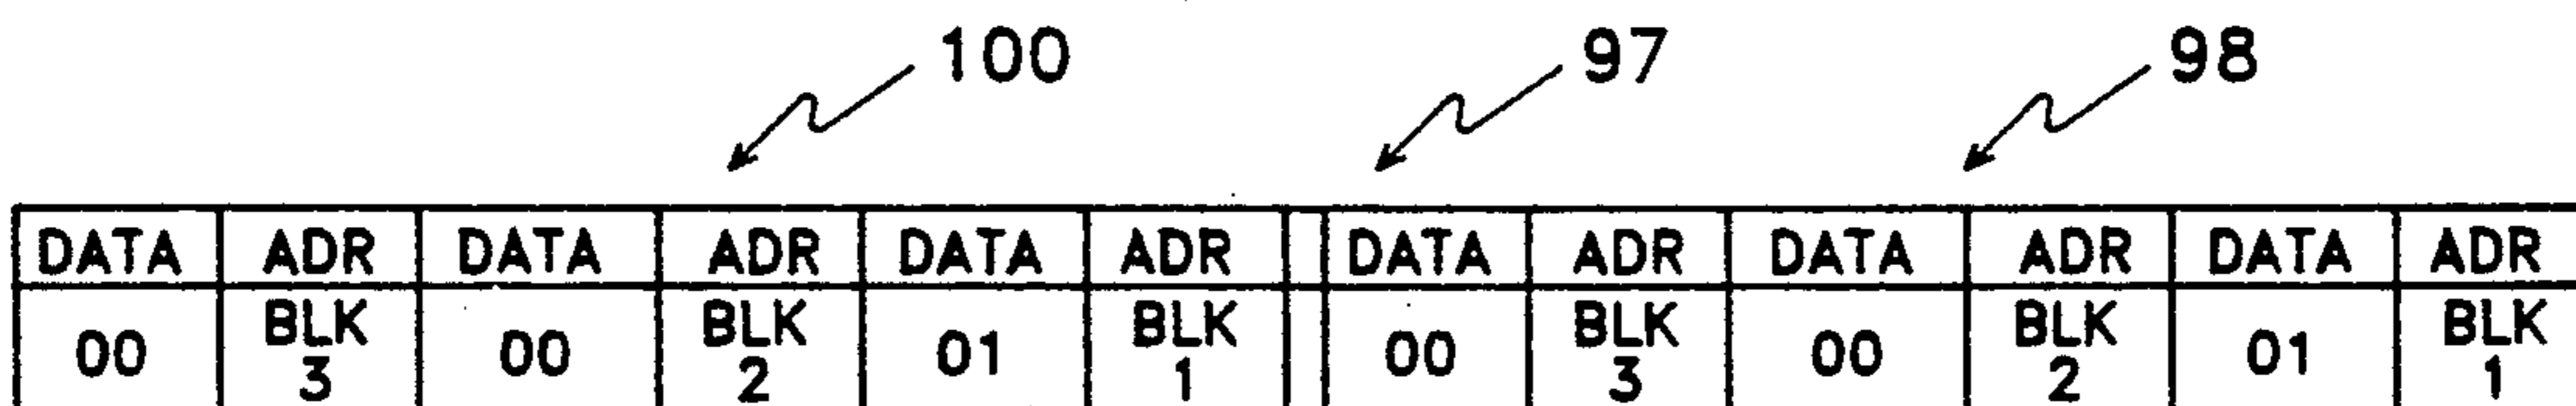 100 97 98
DATA ADR DATA ADR DATA ADR DATA ADR DATA ADR DATA ADR
00 BLK 3 00 BLK 2 01 BLK 1 00 BLK 3 00 BLK 2 01 BLK 1